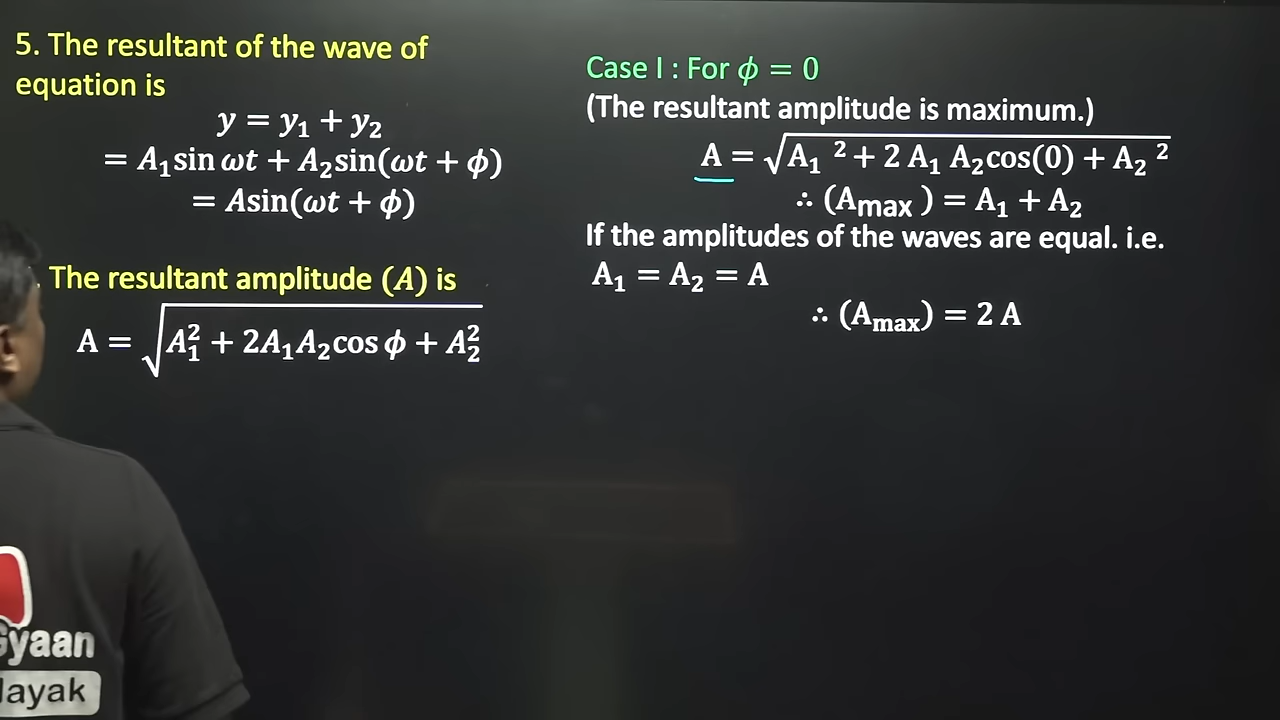 5. The resultant of the wave of
equation is
y = y₁ + y₂
= A₁sin ωt + A₂sin(ωt + ϕ)
= Asin(ωt + ϕ)
. The resultant amplitude (A) is
A = √(A₁² + 2A₁A₂cos ϕ + A₂²)
Case I : For ϕ = 0
(The resultant amplitude is maximum.)
A = √(A₁ ² + 2 A₁ A₂cos(0) + A₂ ²)
∴ (Amax ) = A₁ + A₂
If the amplitudes of the waves are equal. i.e.
A₁ = A₂ = A
∴ (Amax) = 2 A
Gyaan